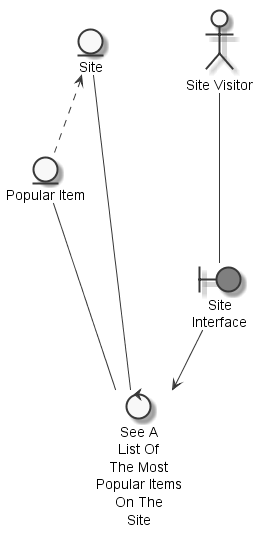 Site
Site Visitor
Popular Item
Site
Interface
See A
List Of
The Most
Popular Items
On The
Site